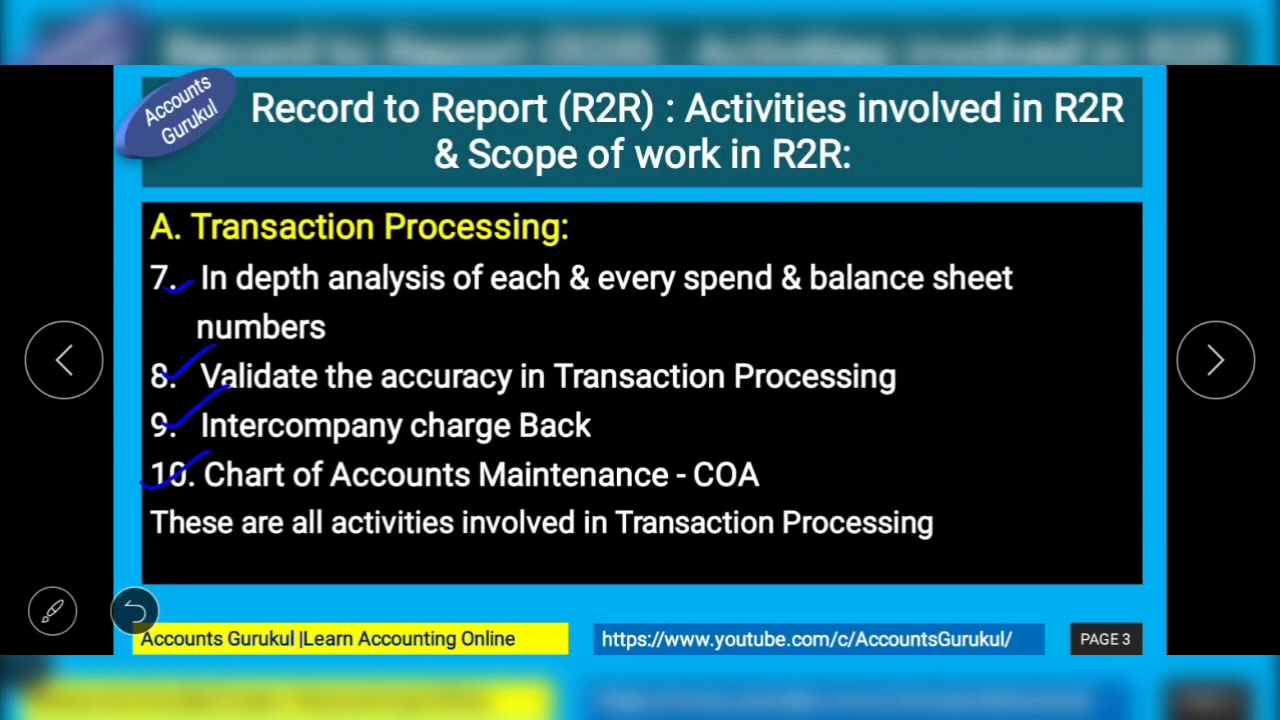 Accounts
Gurukul
Record to Report (R2R) : Activities involved in R2R
& Scope of work in R2R:
A. Transaction Processing:
7. In depth analysis of each & every spend & balance sheet
numbers
8. Validate the accuracy in Transaction Processing
9. Intercompany charge Back
10. Chart of Accounts Maintenance - COA
These are all activities involved in Transaction Processing
Accounts Gurukul |Learn Accounting Online
https://www.youtube.com/c/AccountsGurukul/
PAGE 3